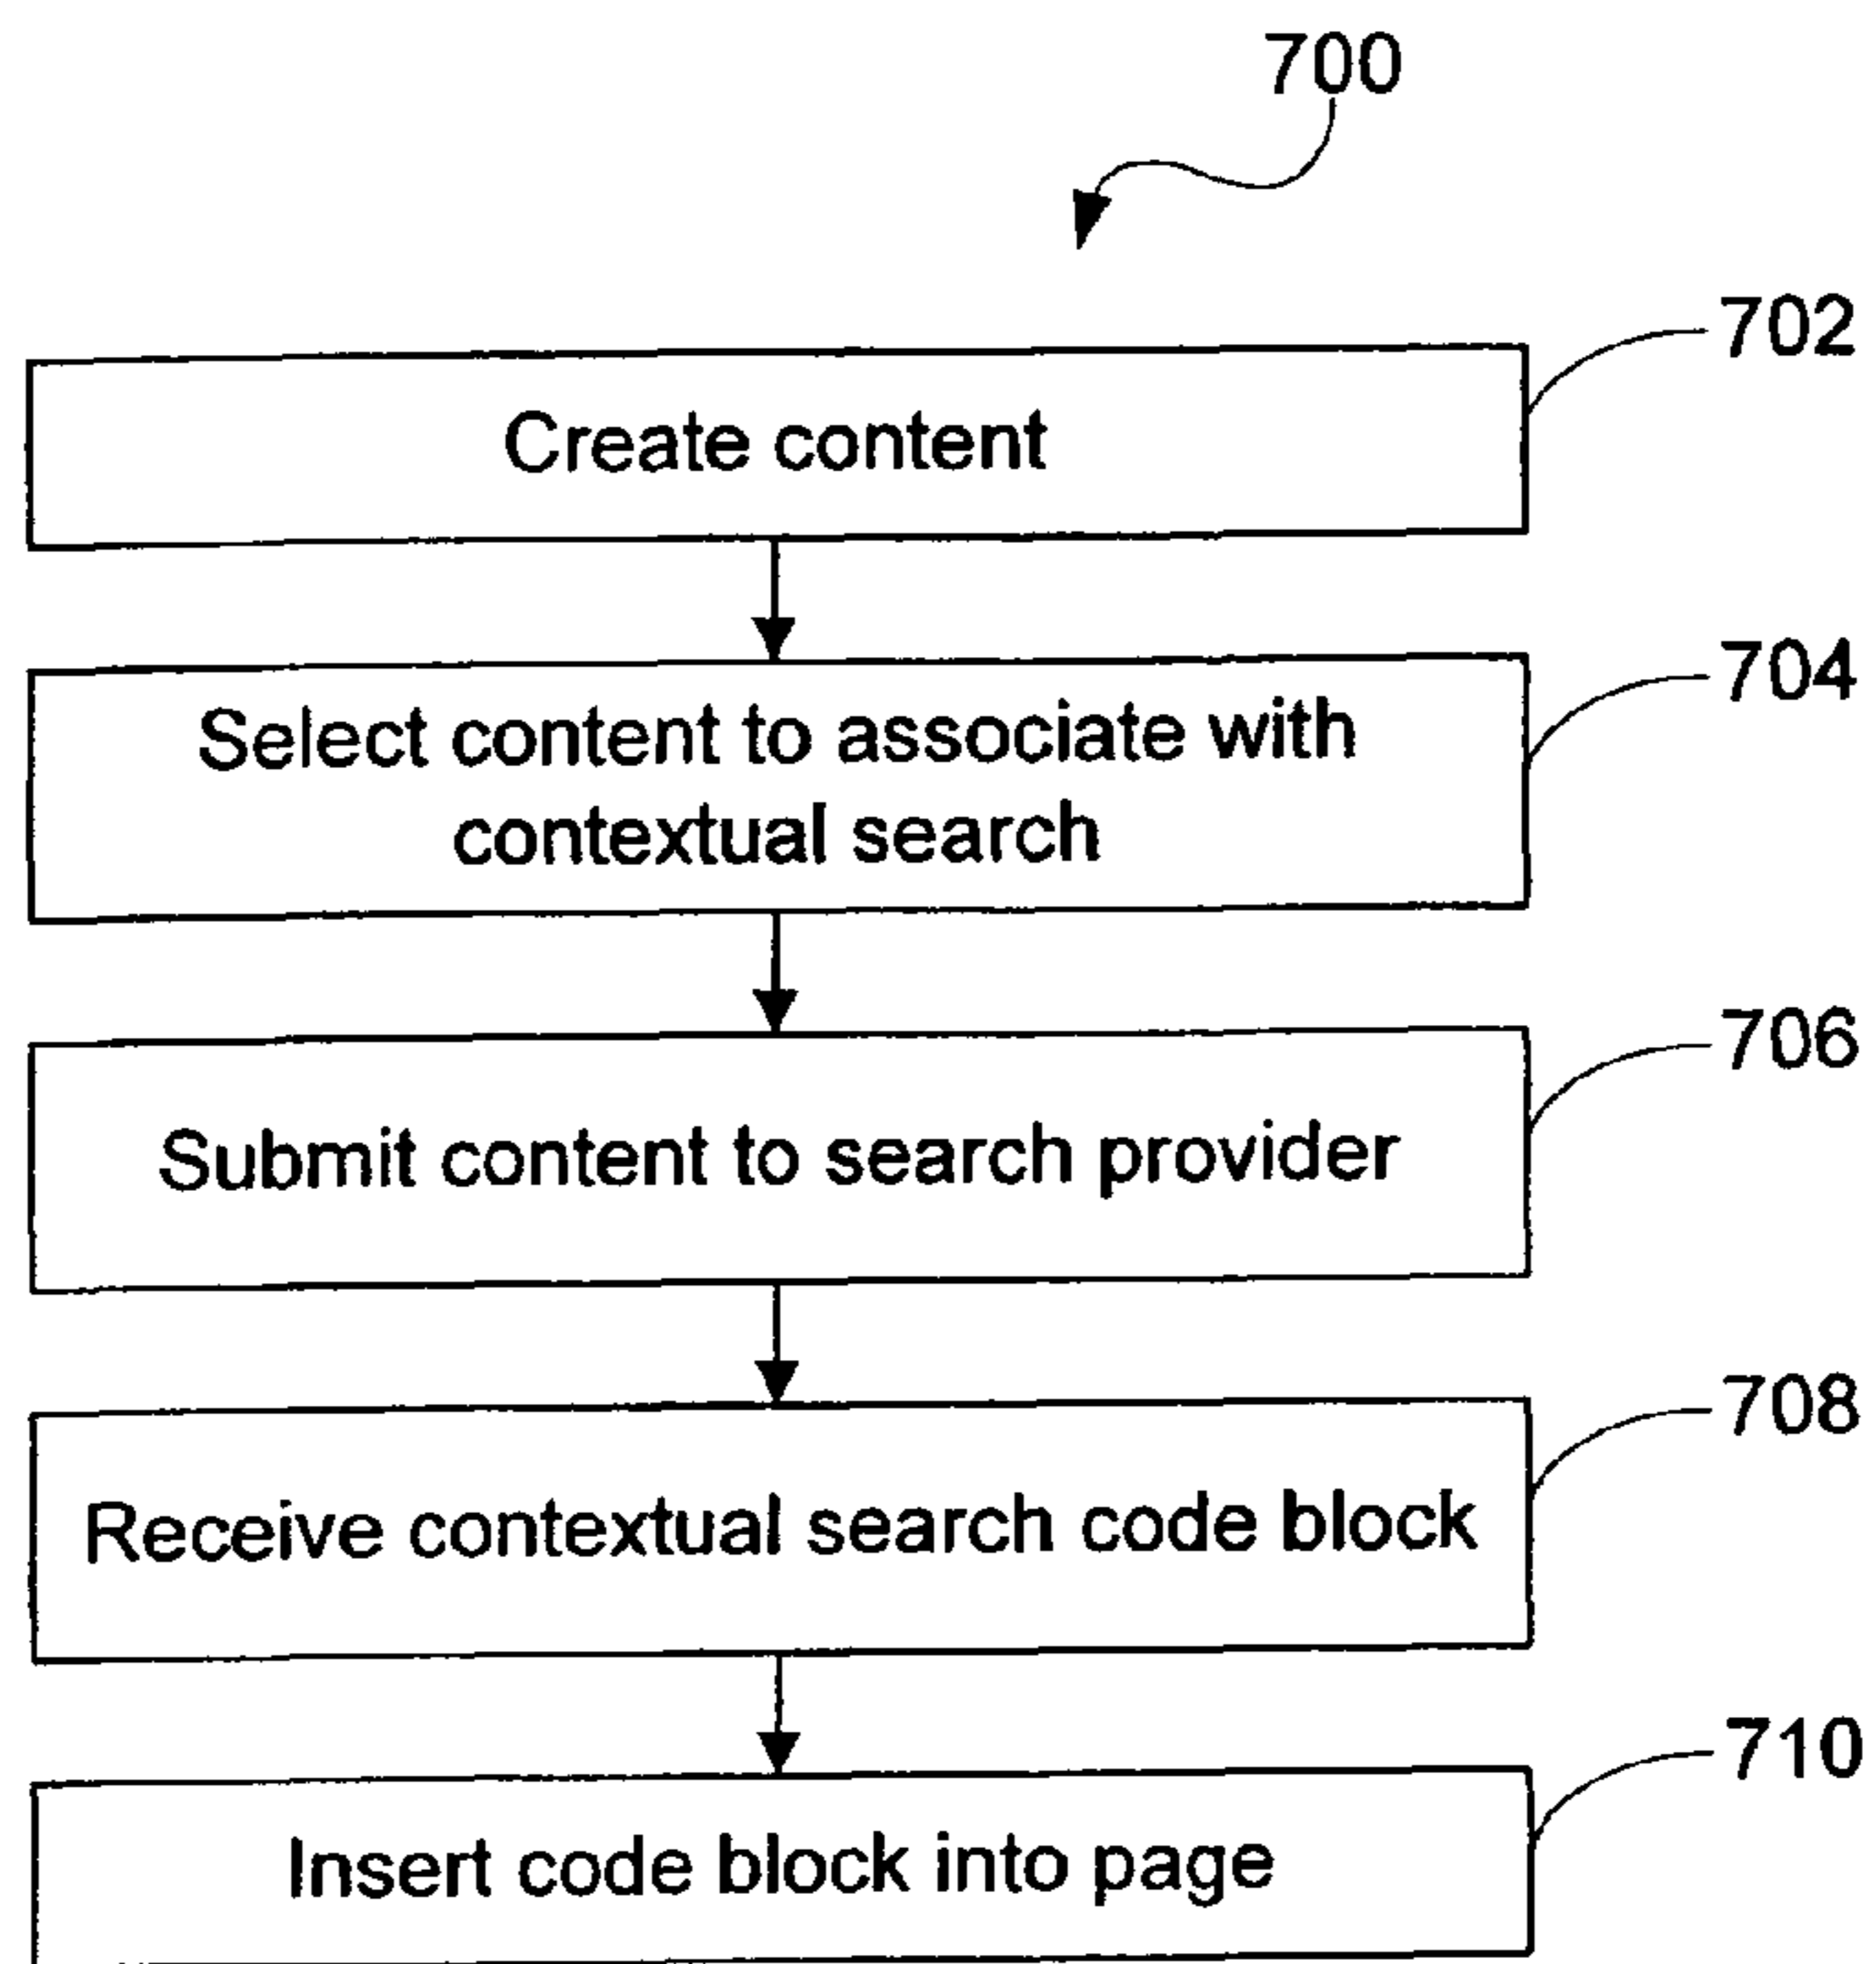 700
702
Create content
704
Select content to associate with
contextual search
706
Submit content to search provider
708
Receive contextual search code block
710
Insert code block into page